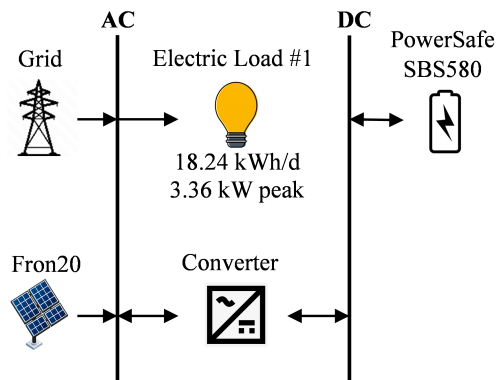 AC
DC
Grid
Electric Load #1
PowerSafe
SBS580
18.24 kWh/d
3.36 kW peak
Fron20
Converter